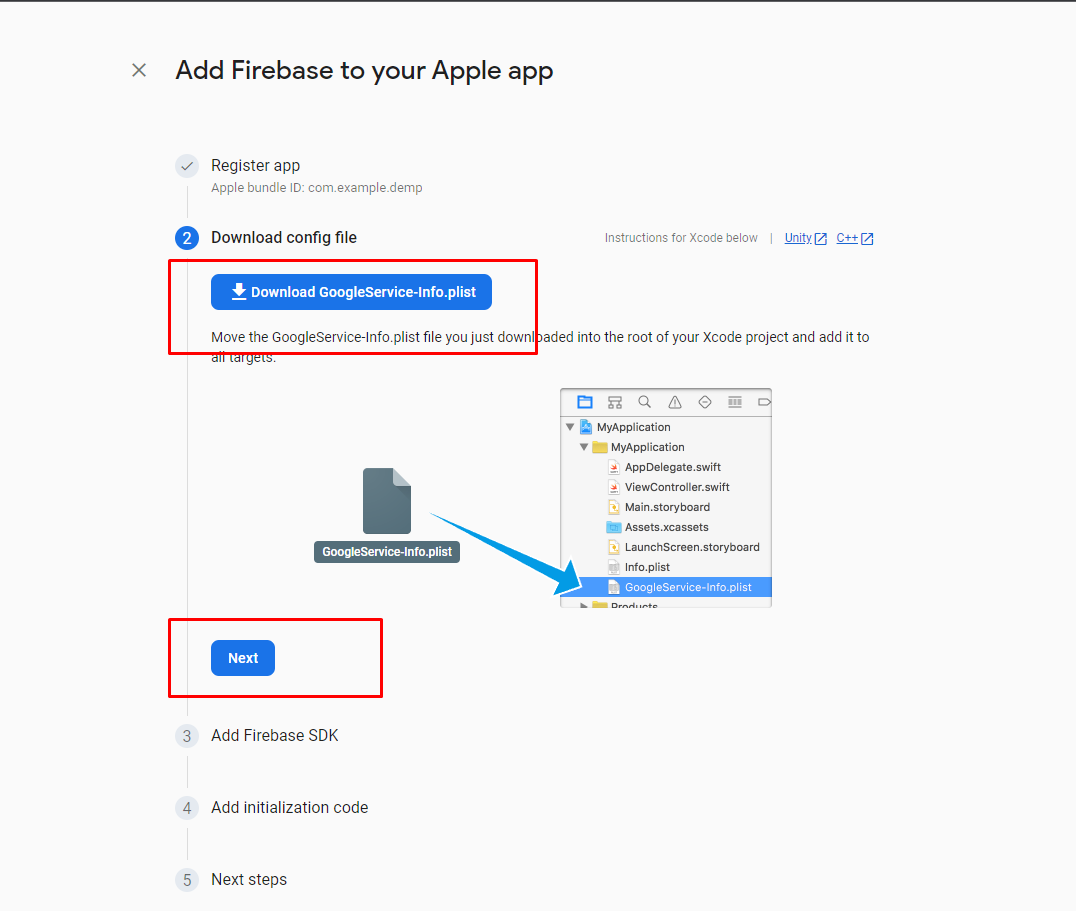 Add Firebase to your Apple app
Register app
Apple bundle ID: com.example.demp
2
Download config file
Instructions for Xcode below | Unity C++
Download GoogleService-Info.plist
Move the GoogleService-Info.plist file you just downloaded into the root of your Xcode project and add it to
all targets.
MyApplication
MyApplication
AppDelegate.swift
ViewController.swift
Main.storyboard
Assets.xcassets
LaunchScreen.storyboard
Info.plist
GoogleService-Info.plist
Products
GoogleService-Info.plist
Next
3
Add Firebase SDK
4
Add initialization code
5
Next steps